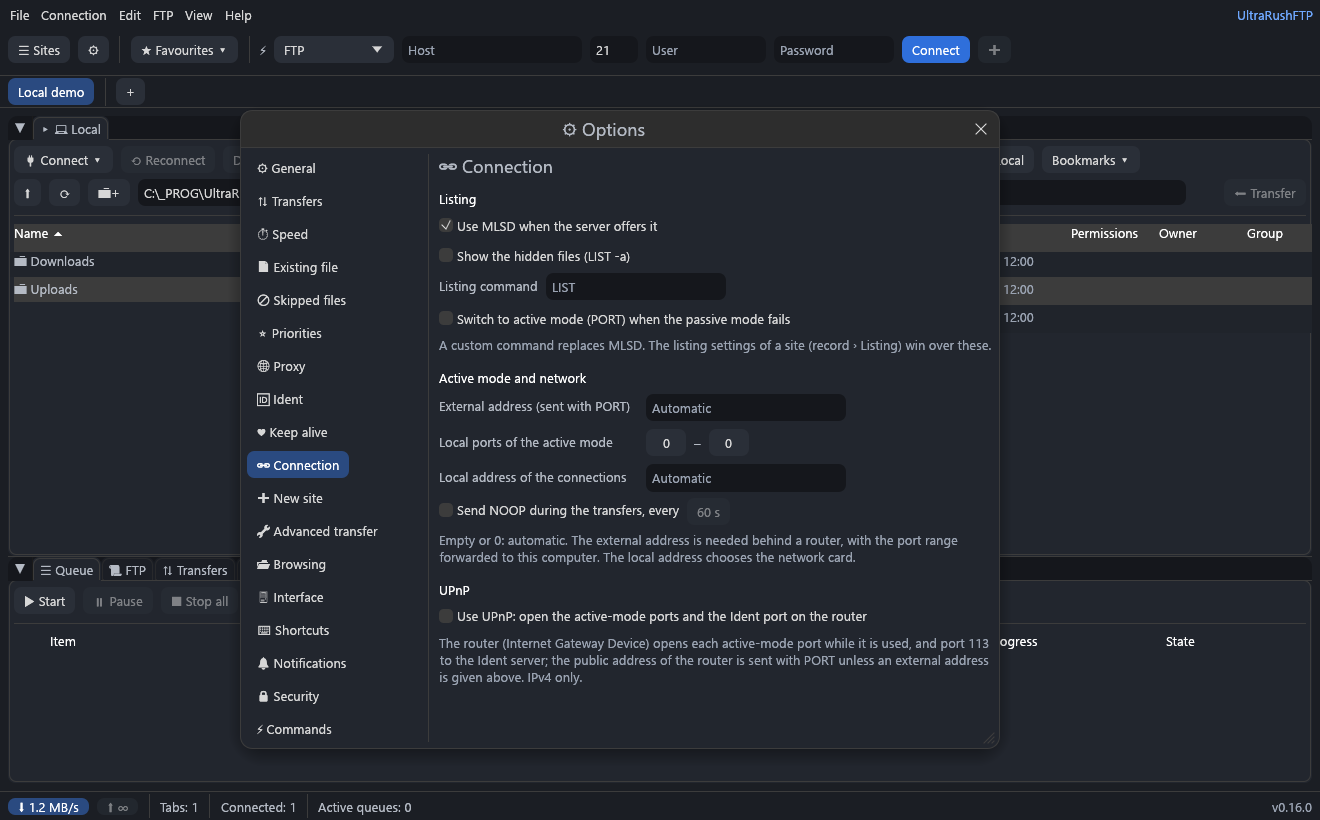 File Connection Edit FTP View Help UltraRushFTP
Sites Favourites FTP Host 21 User Password Connect +
Local demo +
Local
Options
Connect Reconnect D ocal Bookmarks
C:\_PROG\UltraR Transfer
Name Permissions Owner Group
Downloads 12:00
Uploads 12:00
12:00
General
Transfers
Speed
Existing file
Skipped files
Priorities
Proxy
Ident
Keep alive
Connection
New site
Advanced transfer
Browsing
Interface
Shortcuts
Notifications
Security
Commands
Connection
Listing
Use MLSD when the server offers it
Show the hidden files (LIST -a)
Listing command LIST
Switch to active mode (PORT) when the passive mode fails
A custom command replaces MLSD. The listing settings of a site (record › Listing) win over these.
Active mode and network
External address (sent with PORT) Automatic
Local ports of the active mode 0 – 0
Local address of the connections Automatic
Send NOOP during the transfers, every 60 s
Empty or 0: automatic. The external address is needed behind a router, with the port range
forwarded to this computer. The local address chooses the network card.
UPnP
Use UPnP: open the active-mode ports and the Ident port on the router
The router (Internet Gateway Device) opens each active-mode port while it is used, and port 113
to the Ident server; the public address of the router is sent with PORT unless an external address
is given above. IPv4 only.
Queue FTP Transfers
Start Pause Stop all
Item ogress State
1.2 MB/s ∞ Tabs: 1 Connected: 1 Active queues: 0 v0.16.0